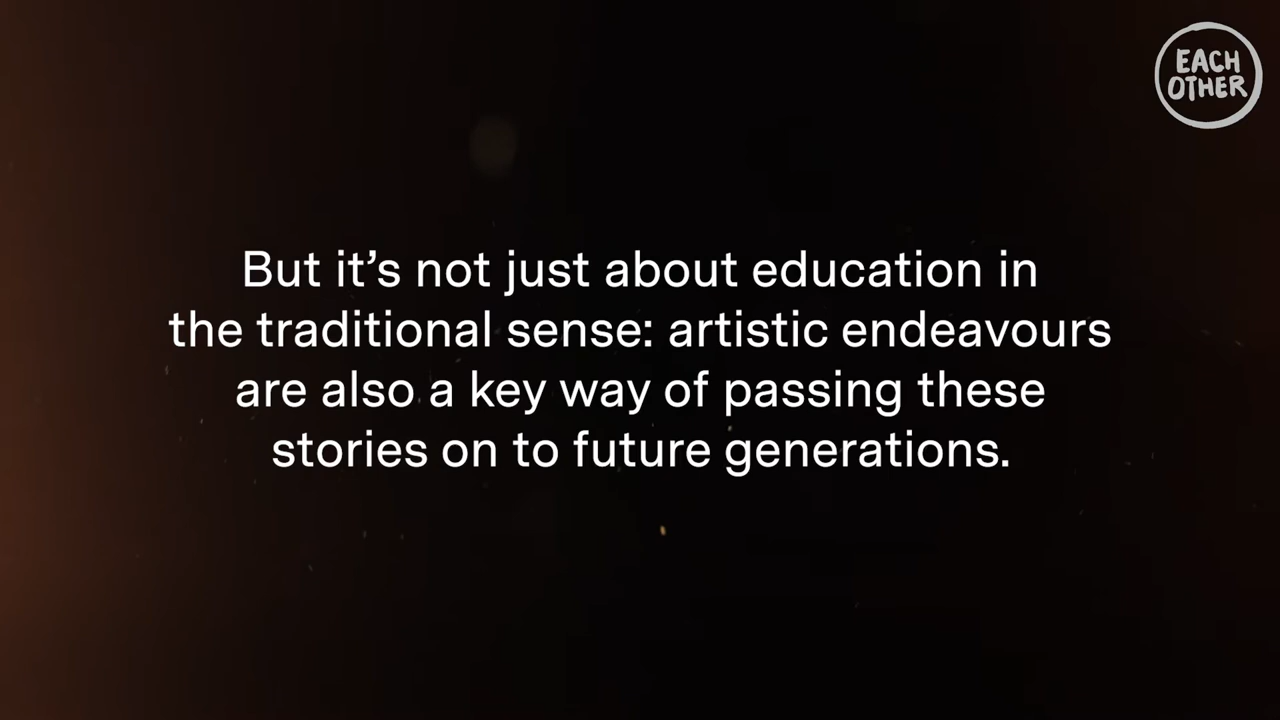 EACH
OTHER
But it’s not just about education in
the traditional sense: artistic endeavours
are also a key way of passing these
stories on to future generations.